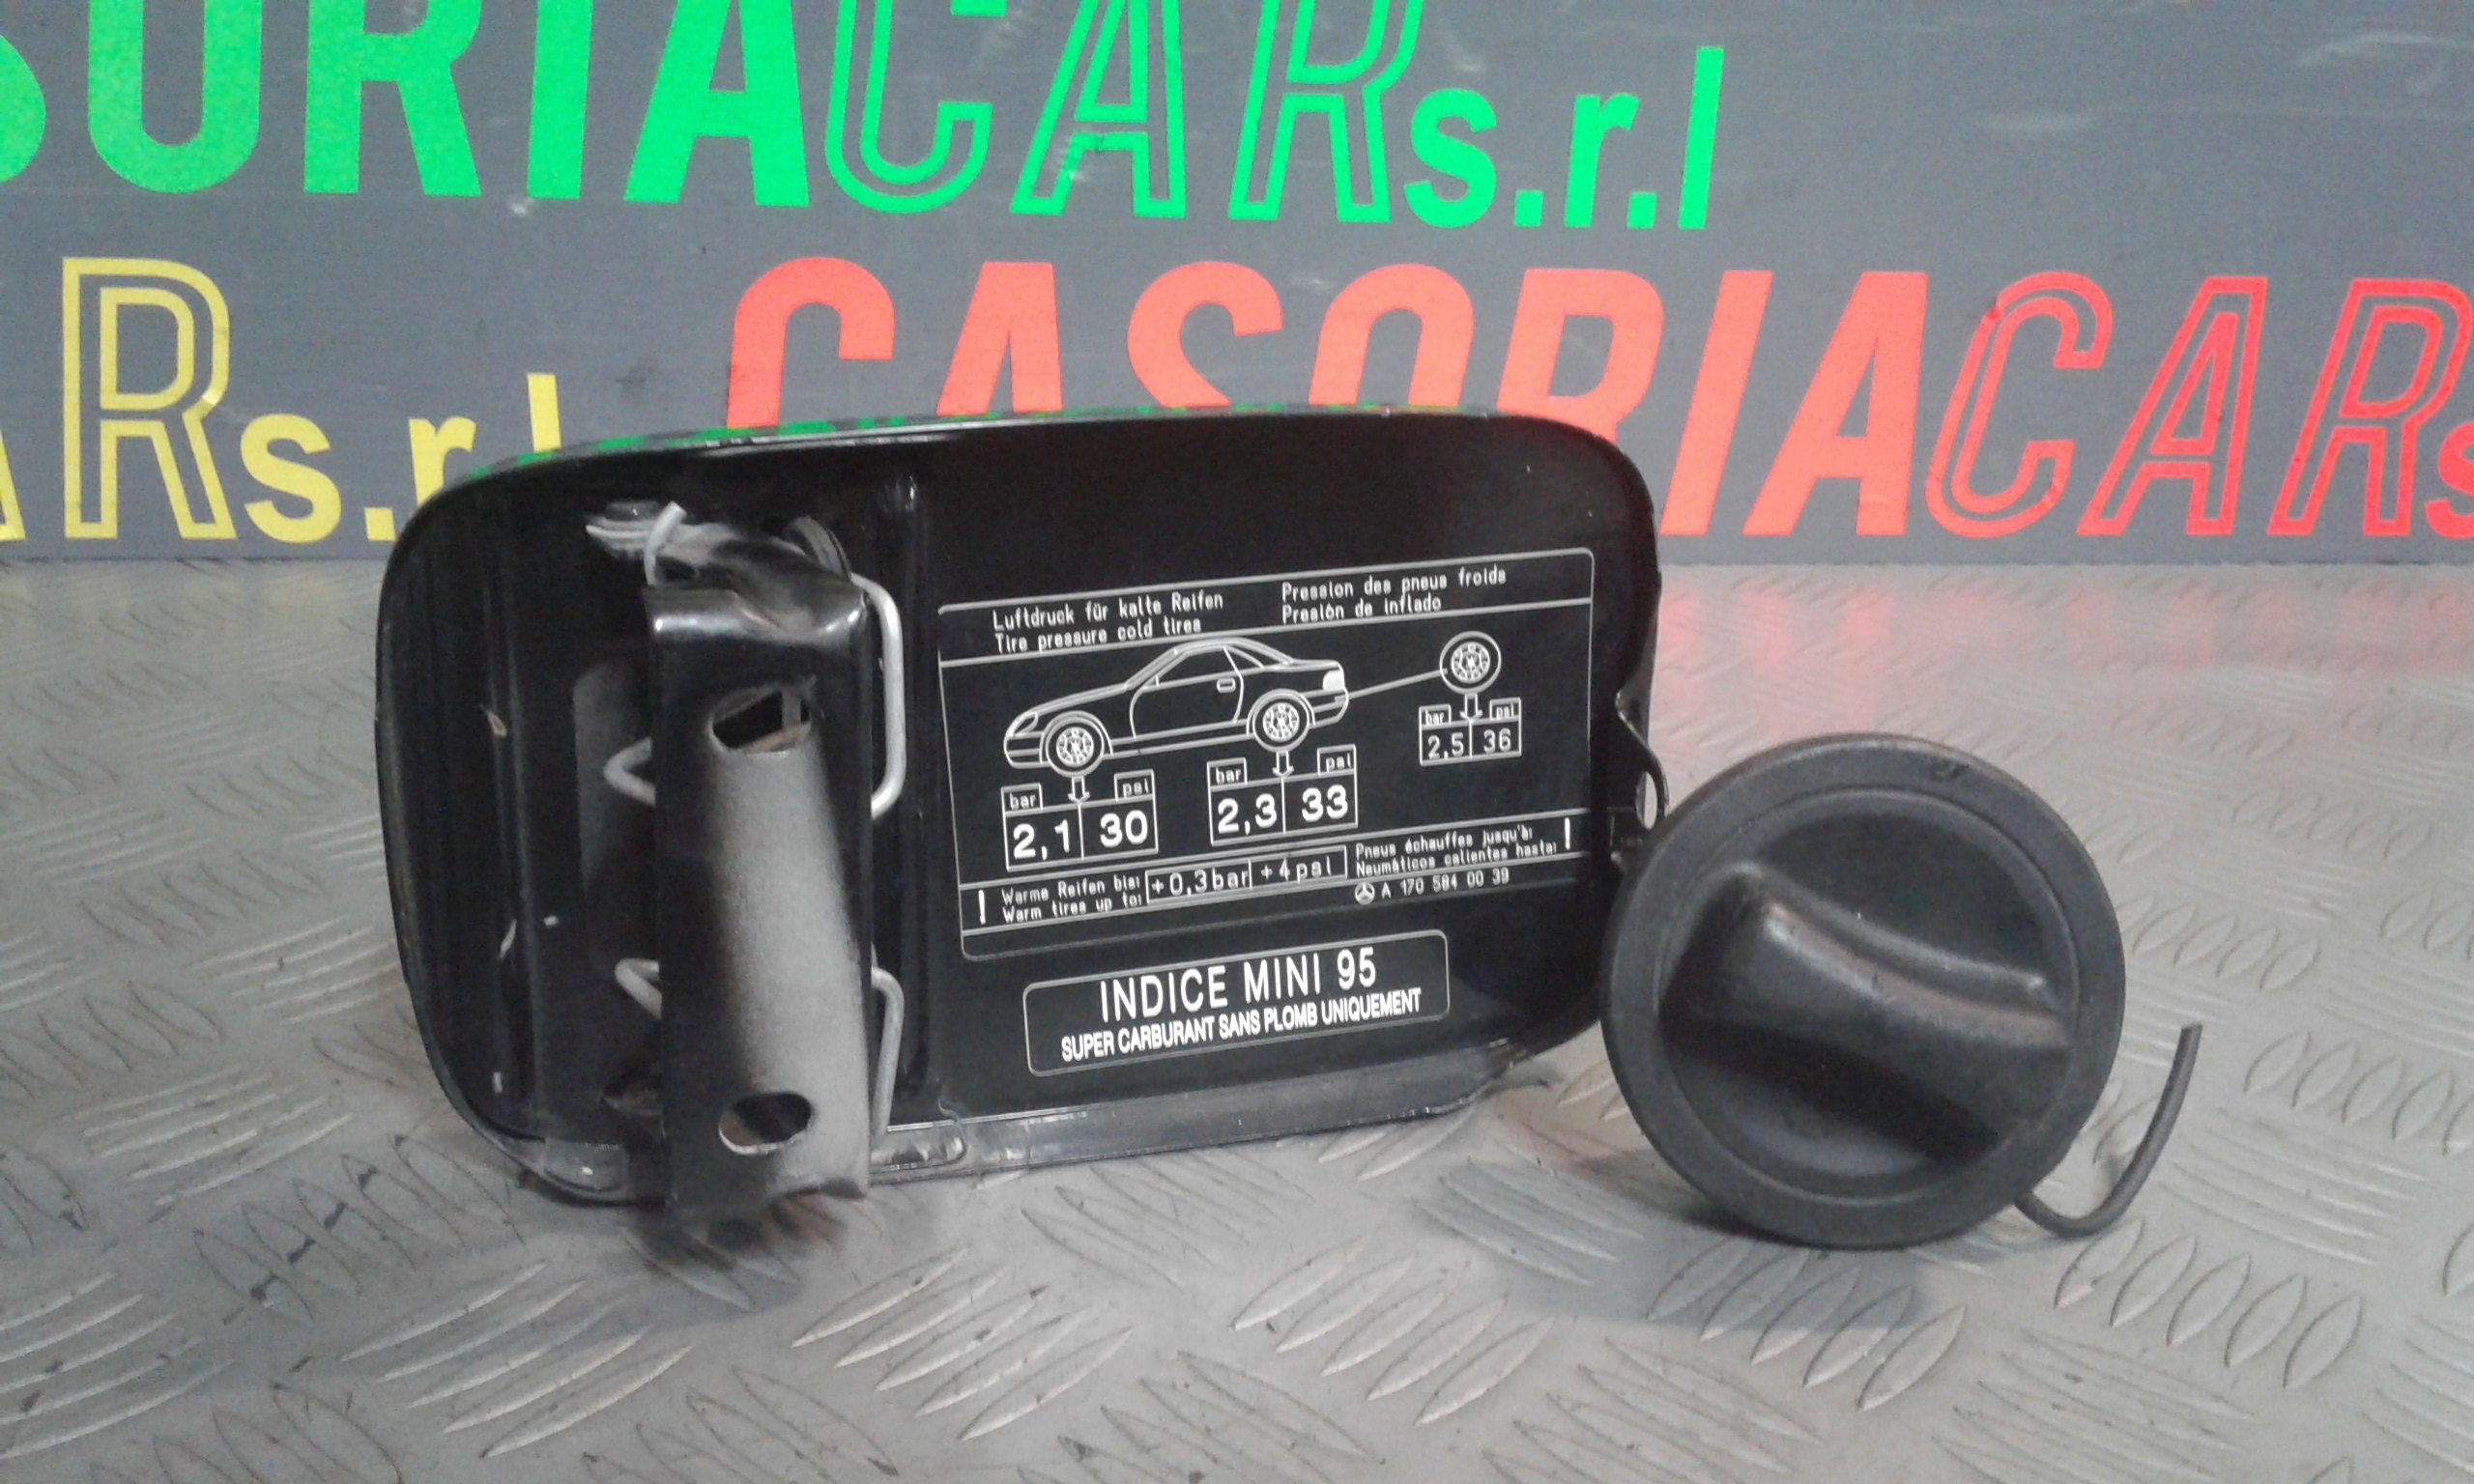 SORIACAR s.r.l
AR s.r.l CASORIACAR s
Luftdruck für kalte Reifen
Tire pressure cold tires
Pression des pneus froids
Presión de inflado
bar psi
2,1 30
bar psi
2,3 33
bar psi
2,5 36
! Warme Reifen bis:
Warm tires up to:
+0,3bar +4psi
Pneus échauffes jusqu'à: !
Neumáticos calientes hasta:
A 170 584 00 39
INDICE MINI 95
SUPER CARBURANT SANS PLOMB UNIQUEMENT